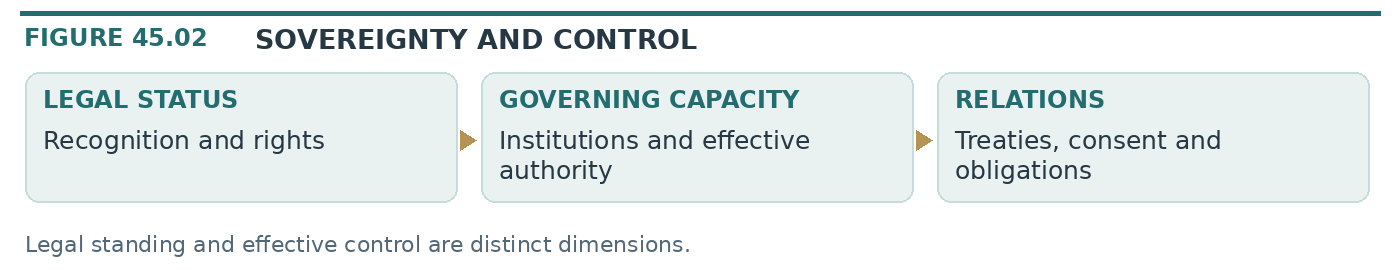 FIGURE 45.02 SOVEREIGNTY AND CONTROL
LEGAL STATUS
Recognition and rights
GOVERNING CAPACITY
Institutions and effective
authority
RELATIONS
Treaties, consent and
obligations
Legal standing and effective control are distinct dimensions.